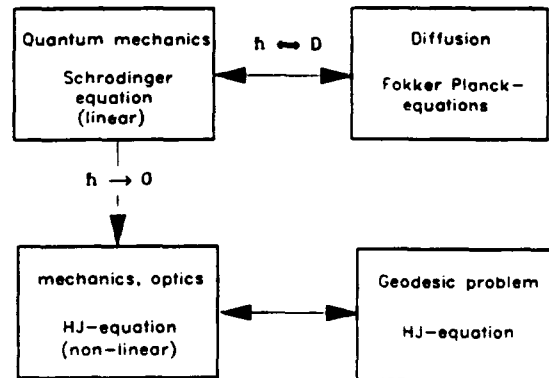 Quantum mechanics
Schrodinger
equation
(linear)
ħ ⟺ D
Diffusion
Fokker Planck-
equations
ħ → 0
mechanics, optics
HJ-equation
(non-linear)
Geodesic problem
HJ-equation